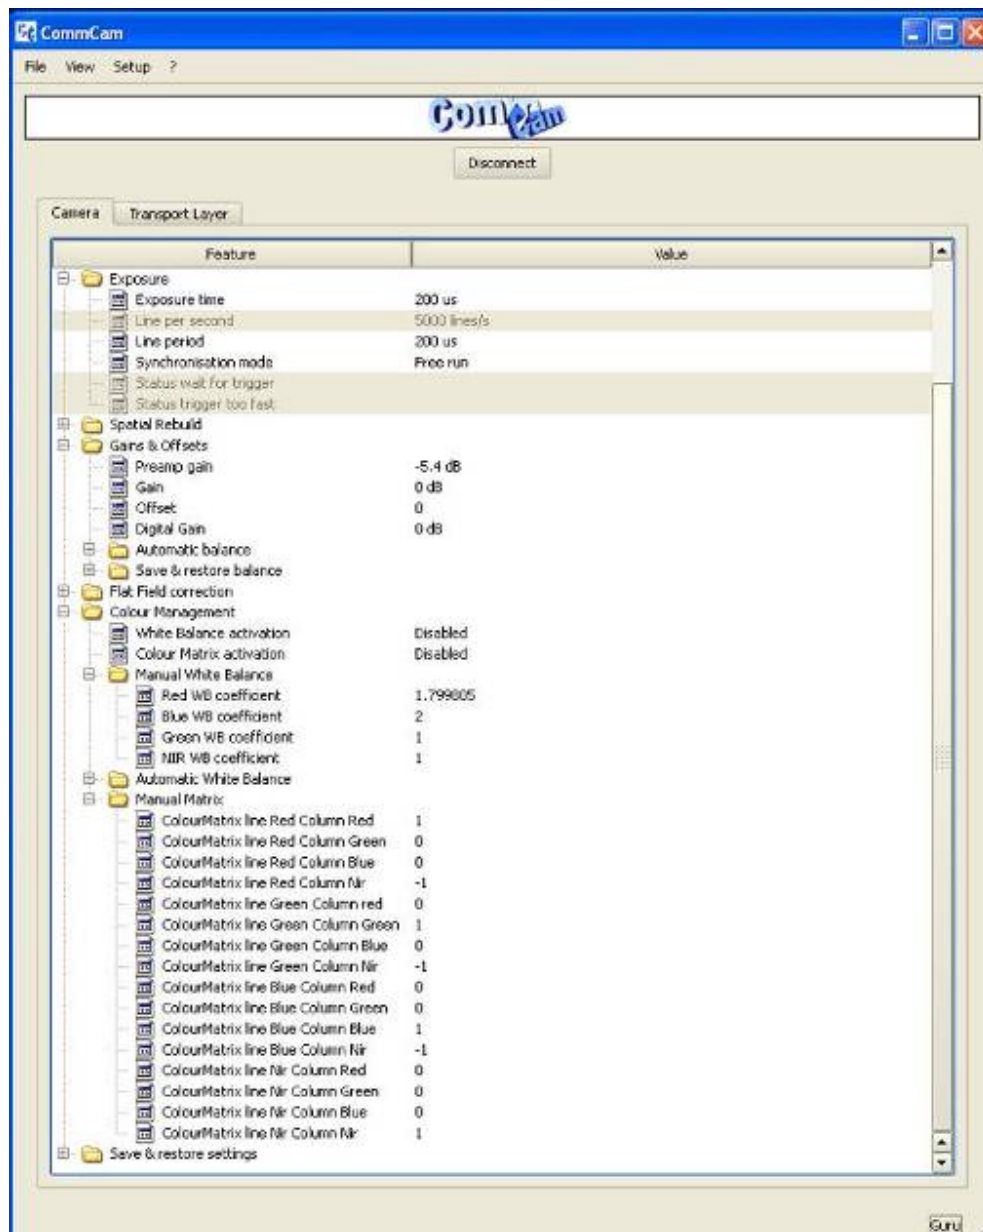 CommCam
File View Setup ?
ComCam
Disconnect
Camera Transport Layer
Feature Value
Exposure
Exposure time 200 us
Line per second 5000 lines/s
Line period 200 us
Synchronisation mode Free run
Status wait for trigger
Status trigger too fast
Spatial Rebuild
Gains & Offsets
Preamp gain -5.4 dB
Gain 0 dB
Offset 0
Digital Gain 0 dB
Automatic balance
Save & restore balance
Flat Field correction
Colour Management
White Balance activation Disabled
Colour Matrix activation Disabled
Manual White Balance
Red WB coefficient 1.799805
Blue WB coefficient 2
Green WB coefficient 1
NIR WB coefficient 1
Automatic White Balance
Manual Matrix
ColourMatrix line Red Column Red 1
ColourMatrix line Red Column Green 0
ColourMatrix line Red Column Blue 0
ColourMatrix line Red Column Nir -1
ColourMatrix line Green Column red 0
ColourMatrix line Green Column Green 1
ColourMatrix line Green Column Blue 0
ColourMatrix line Green Column Nir -1
ColourMatrix line Blue Column Red 0
ColourMatrix line Blue Column Green 0
ColourMatrix line Blue Column Blue 1
ColourMatrix line Blue Column Nir -1
ColourMatrix line Nir Column Red 0
ColourMatrix line Nir Column Green 0
ColourMatrix line Nir Column Blue 0
ColourMatrix line Nir Column Nir 1
Save & restore settings
Guru